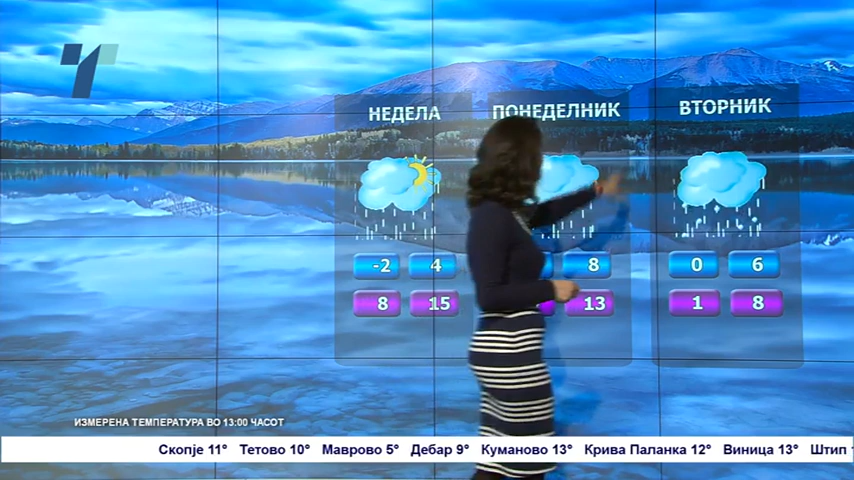 НЕДЕЛА ПОНЕДЕЛНИК ВТОРНИК
-2 4 8 0 6
8 15 13 1 8
ИЗМЕРЕНА ТЕМПЕРАТУРА ВО 13:00 ЧАСОТ
Скопје 11° Тетово 10° Маврово 5° Дебар 9° Куманово 13° Крива Паланка 12° Виница 13° Штип